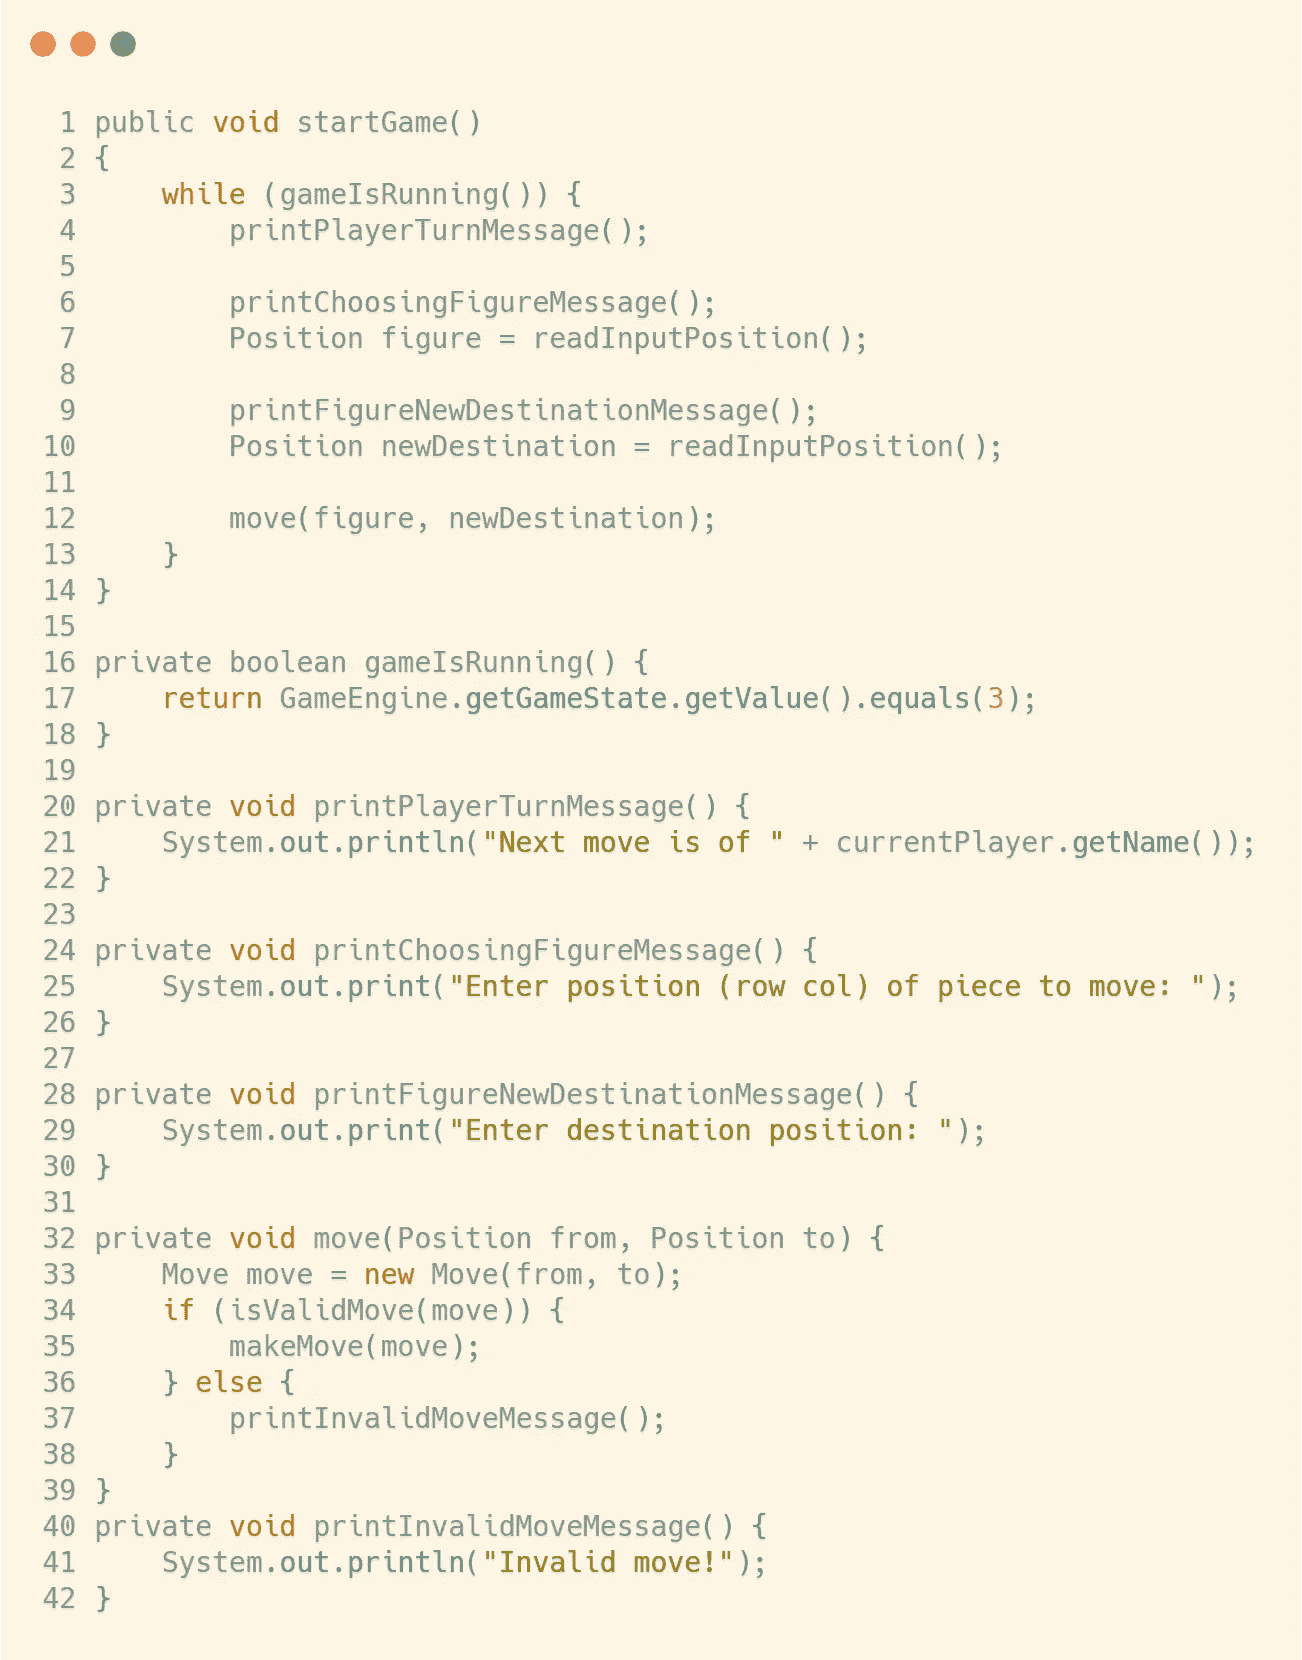 1 public void startGame()
2 {
3     while (gameIsRunning()) {
4         printPlayerTurnMessage();
5
6         printChoosingFigureMessage();
7         Position figure = readInputPosition();
8
9         printFigureNewDestinationMessage();
10         Position newDestination = readInputPosition();
11
12         move(figure, newDestination);
13     }
14 }
15
16 private boolean gameIsRunning() {
17     return GameEngine.getGameState.getValue().equals(3);
18 }
19
20 private void printPlayerTurnMessage() {
21     System.out.println("Next move is of " + currentPlayer.getName());
22 }
23
24 private void printChoosingFigureMessage() {
25     System.out.print("Enter position (row col) of piece to move: ");
26 }
27
28 private void printFigureNewDestinationMessage() {
29     System.out.print("Enter destination position: ");
30 }
31
32 private void move(Position from, Position to) {
33     Move move = new Move(from, to);
34     if (isValidMove(move)) {
35         makeMove(move);
36     } else {
37         printInvalidMoveMessage();
38     }
39 }
40 private void printInvalidMoveMessage() {
41     System.out.println("Invalid move!");
42 }